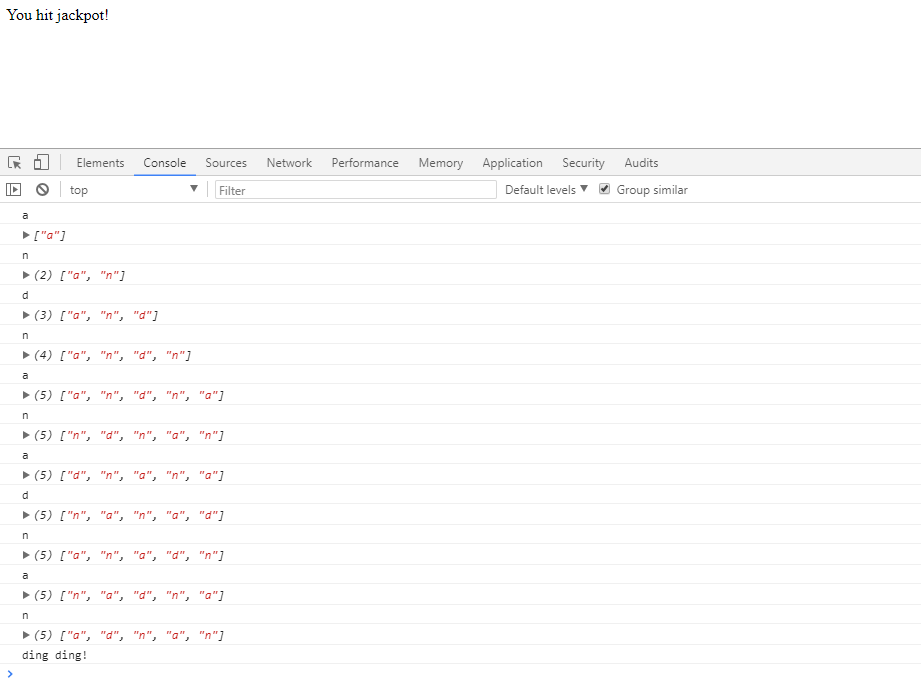 You hit jackpot!
Elements Console Sources Network Performance Memory Application Security Audits
top Filter Default levels Group similar
a
["a"]
n
(2) ["a", "n"]
d
(3) ["a", "n", "d"]
n
(4) ["a", "n", "d", "n"]
a
(5) ["a", "n", "d", "n", "a"]
n
(5) ["n", "d", "n", "a", "n"]
a
(5) ["d", "n", "a", "n", "a"]
d
(5) ["n", "a", "n", "a", "d"]
n
(5) ["a", "n", "a", "d", "n"]
a
(5) ["n", "a", "d", "n", "a"]
n
(5) ["a", "d", "n", "a", "n"]
ding ding!